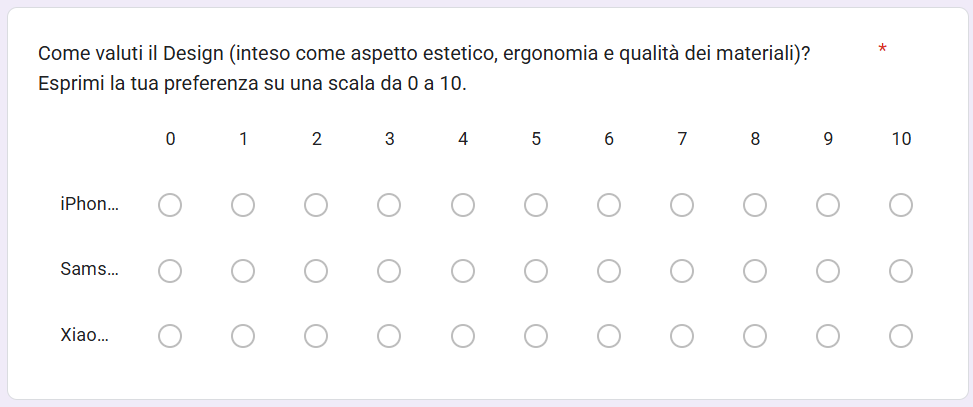 Come valuti il Design (inteso come aspetto estetico, ergonomia e qualità dei materiali)? *
Esprimi la tua preferenza su una scala da 0 a 10.
0 1 2 3 4 5 6 7 8 9 10
iPhon...
Sams...
Xiao...